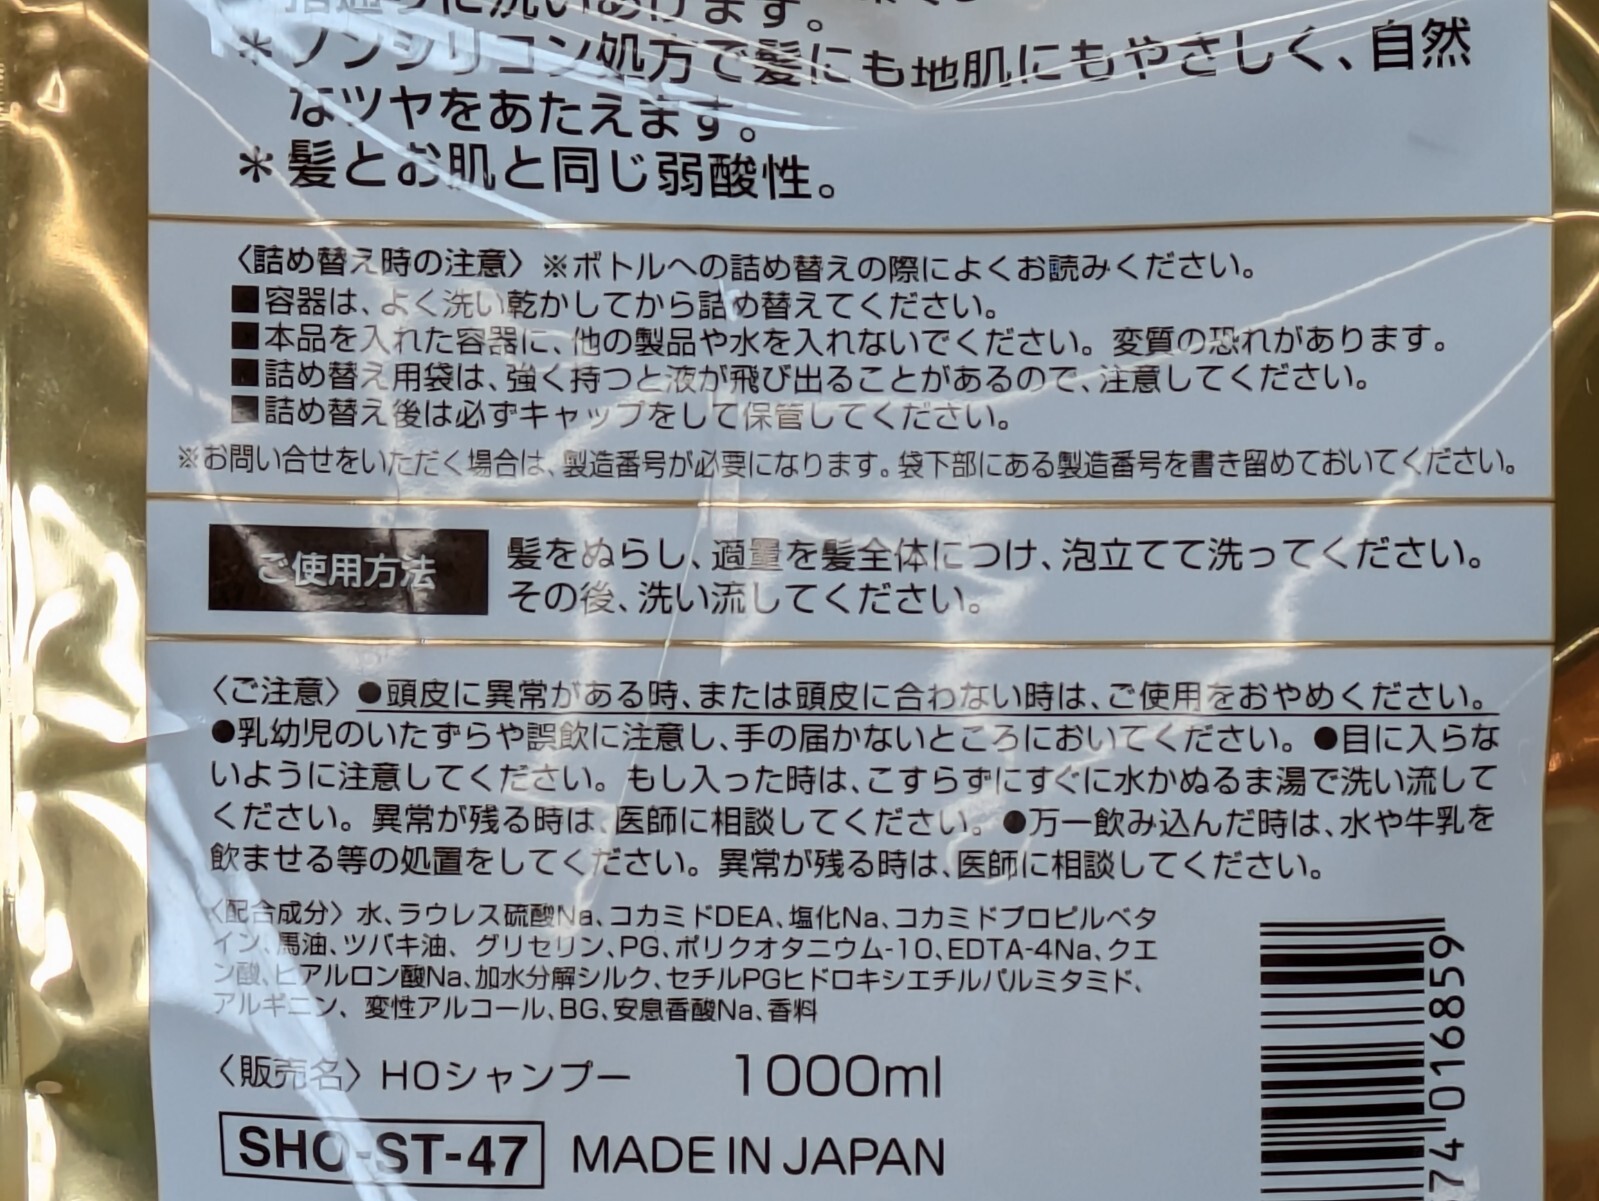 指通りに洗いあげます。
＊ノンシリコン処方で髪にも地肌にもやさしく、自然
なツヤをあたえます。
＊髪とお肌と同じ弱酸性。
〈詰め替え時の注意〉※ボトルへの詰め替えの際によくお読みください。
■容器は、よく洗い乾かしてから詰め替えてください。
■本品を入れた容器に、他の製品や水を入れないでください。変質の恐れがあります。
■詰め替え用袋は、強く持つと液が飛び出ることがあるので、注意してください。
■詰め替え後は必ずキャップをして保管してください。
※お問い合せをいただく場合は、製造番号が必要になります。袋下部にある製造番号を書き留めておいてください。
ご使用方法
髪をぬらし、適量を髪全体につけ、泡立てて洗ってください。
その後、洗い流してください。
〈ご注意〉●頭皮に異常がある時、または頭皮に合わない時は、ご使用をおやめください。
●乳幼児のいたずらや誤飲に注意し、手の届かないところにおいてください。●目に入らな
いように注意してください。もし入った時は、こすらずにすぐに水かぬるま湯で洗い流して
ください。異常が残る時は、医師に相談してください。●万一飲み込んだ時は、水や牛乳を
飲ませる等の処置をしてください。異常が残る時は、医師に相談してください。
〈配合成分〉水、ラウレス硫酸Na、コカミドDEA、塩化Na、コカミドプロピルベタ
イン、馬油、ツバキ油、グリセリン、PG、ポリクオタニウム-10、EDTA-4Na、クエ
ン酸、ヒアルロン酸Na、加水分解シルク、セチルPGヒドロキシエチルパルミタミド、
アルギニン、変性アルコール、BG、安息香酸Na、香料
〈販売名〉HOシャンプー 1000ml
SHO-ST-47 MADE IN JAPAN
74 016859